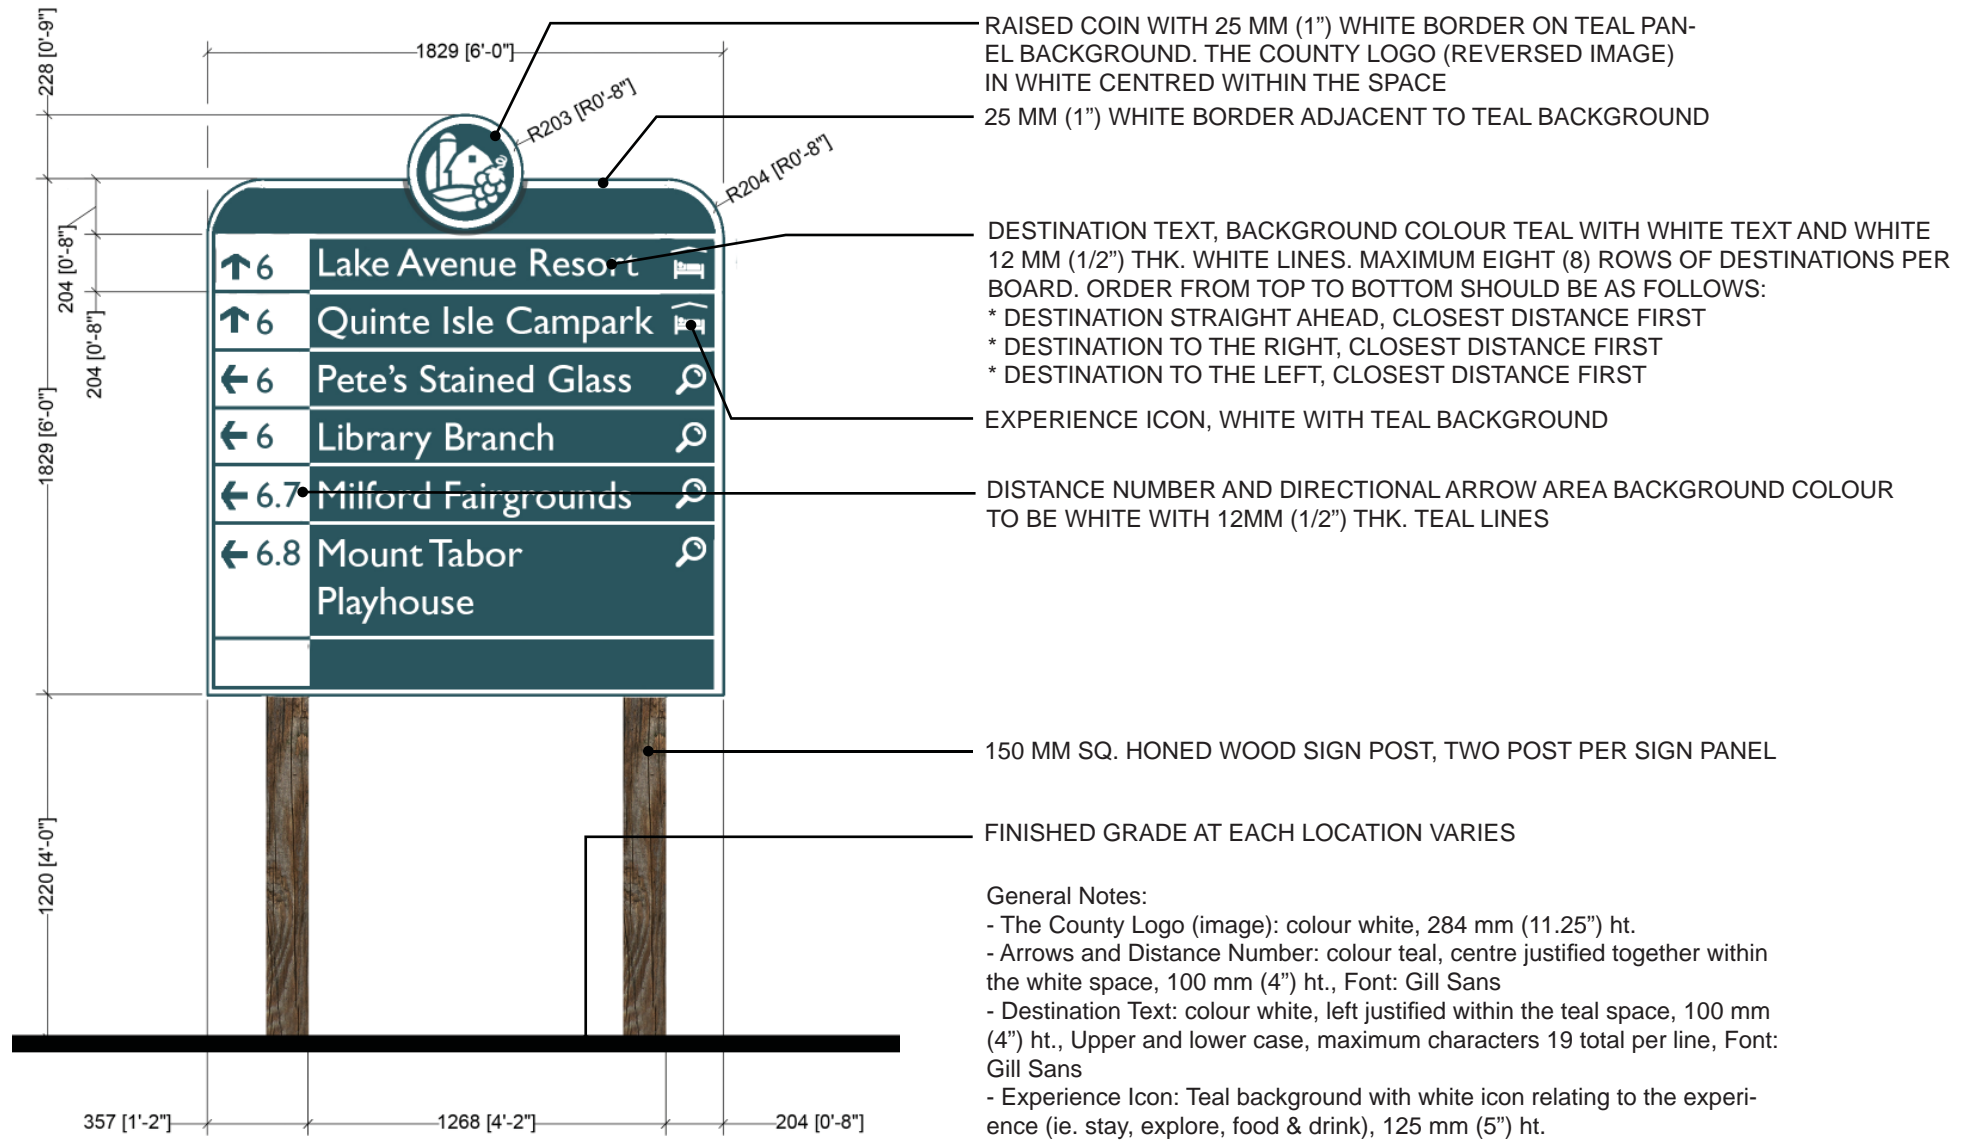 228 [0'-9"]
1829 [6'-0"]
R203 [R0'-8"]
R204 [R0'-8"]
204 [0'-8"]
204 [0'-8"]
1829 [6'-0"]
1220 [4'-0"]
6 Lake Avenue Resort
6 Quinte Isle Campark
6 Pete's Stained Glass
6 Library Branch
6.7 Milford Fairgrounds
6.8 Mount Tabor
Playhouse
357 [1'-2"]
1268 [4'-2"]
204 [0'-8"]
RAISED COIN WITH 25 MM (1”) WHITE BORDER ON TEAL PAN-
EL BACKGROUND. THE COUNTY LOGO (REVERSED IMAGE)
IN WHITE CENTRED WITHIN THE SPACE
25 MM (1”) WHITE BORDER ADJACENT TO TEAL BACKGROUND
DESTINATION TEXT, BACKGROUND COLOUR TEAL WITH WHITE TEXT AND WHITE
12 MM (1/2”) THK. WHITE LINES. MAXIMUM EIGHT (8) ROWS OF DESTINATIONS PER
BOARD. ORDER FROM TOP TO BOTTOM SHOULD BE AS FOLLOWS:
* DESTINATION STRAIGHT AHEAD, CLOSEST DISTANCE FIRST
* DESTINATION TO THE RIGHT, CLOSEST DISTANCE FIRST
* DESTINATION TO THE LEFT, CLOSEST DISTANCE FIRST
EXPERIENCE ICON, WHITE WITH TEAL BACKGROUND
DISTANCE NUMBER AND DIRECTIONAL ARROW AREA BACKGROUND COLOUR
TO BE WHITE WITH 12MM (1/2”) THK. TEAL LINES
150 MM SQ. HONED WOOD SIGN POST, TWO POST PER SIGN PANEL
FINISHED GRADE AT EACH LOCATION VARIES
General Notes:
- The County Logo (image): colour white, 284 mm (11.25”) ht.
- Arrows and Distance Number: colour teal, centre justified together within
the white space, 100 mm (4”) ht., Font: Gill Sans
- Destination Text: colour white, left justified within the teal space, 100 mm
(4”) ht., Upper and lower case, maximum characters 19 total per line, Font:
Gill Sans
- Experience Icon: Teal background with white icon relating to the experi-
ence (ie. stay, explore, food & drink), 125 mm (5”) ht.